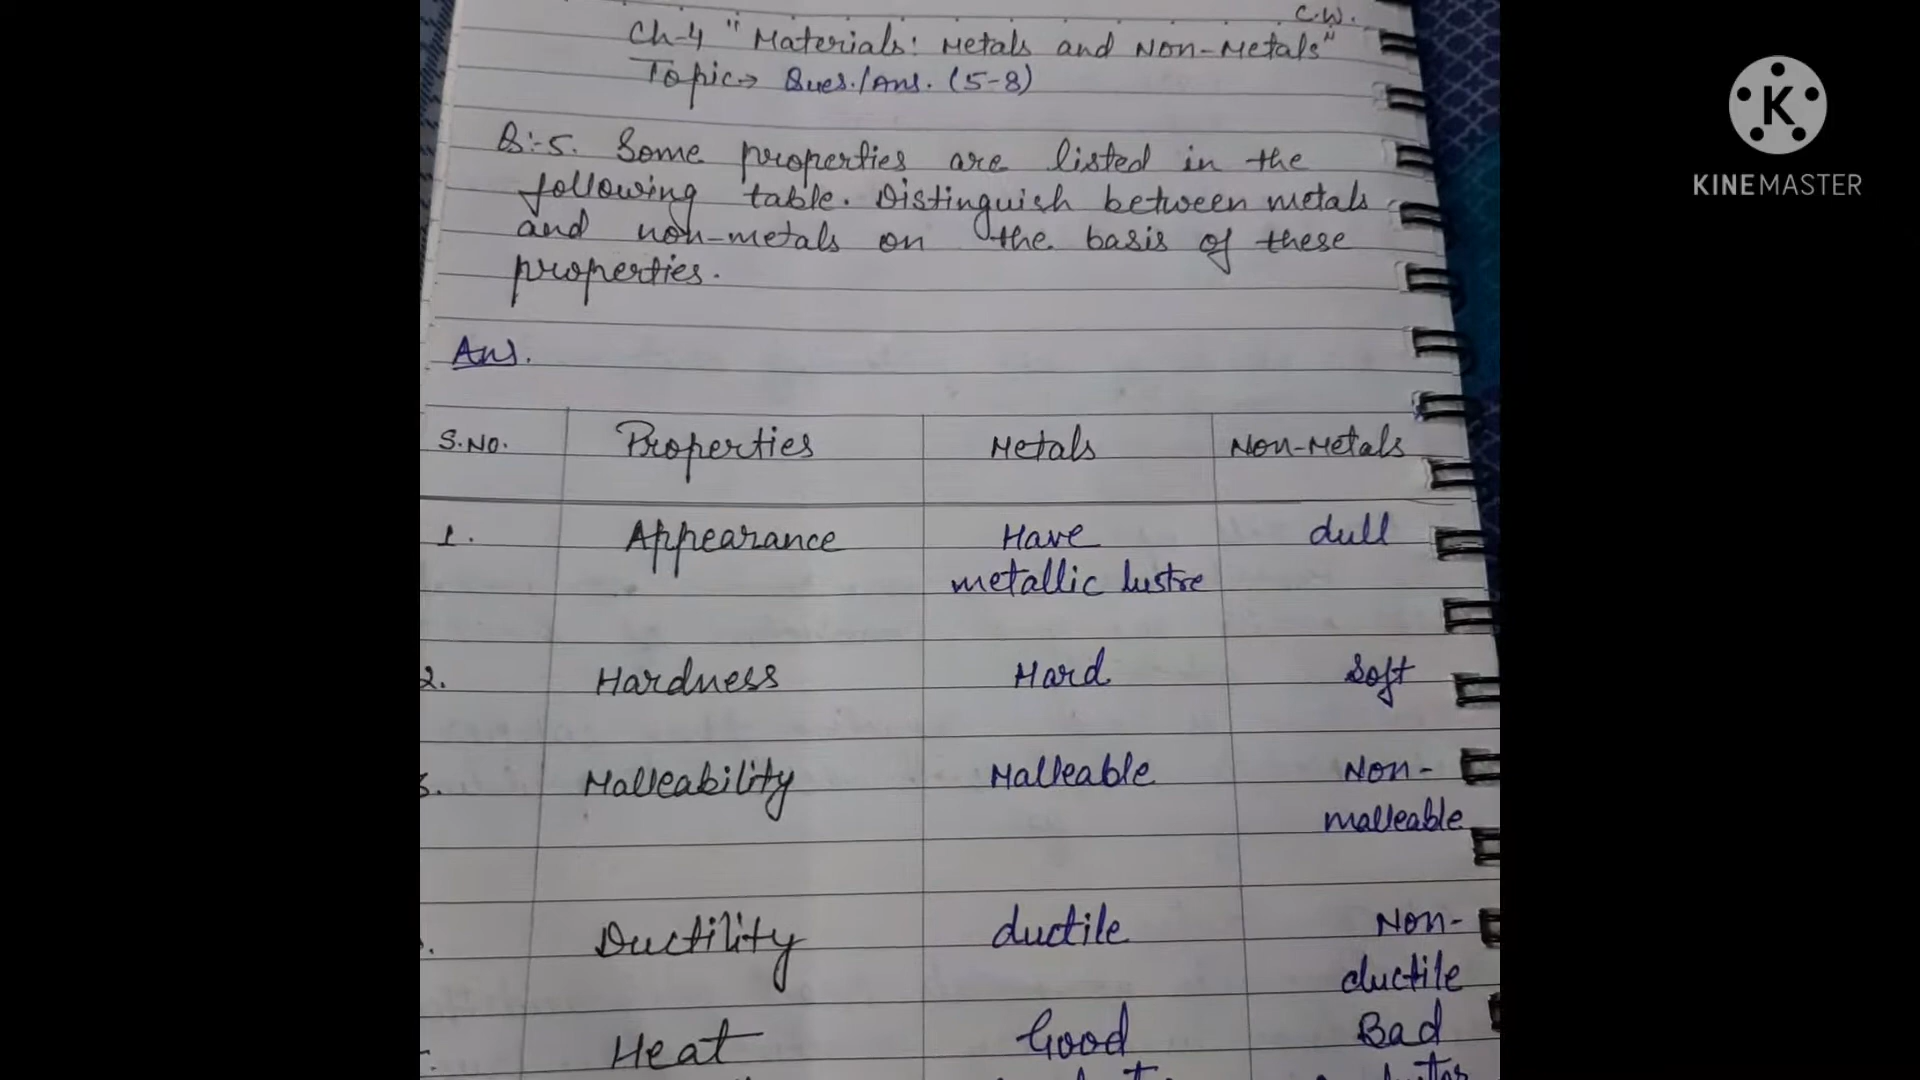 C.W.
Ch-4 "Materials: Metals and Non-Metals"
Topic→ Ques./Ans. (5-8)
Q:-5. Some properties are listed in the
following table. Distinguish between metals
and non-metals on the basis of these
properties.
Ans.
S.No. Properties Metals Non-Metals
1. Appearance Have dull
metallic lustre
2. Hardness Hard Soft
Malleability Malleable Non-
malleable
Ductility ductile Non-
ductile
Heat Good Bad
K
KINEMASTER